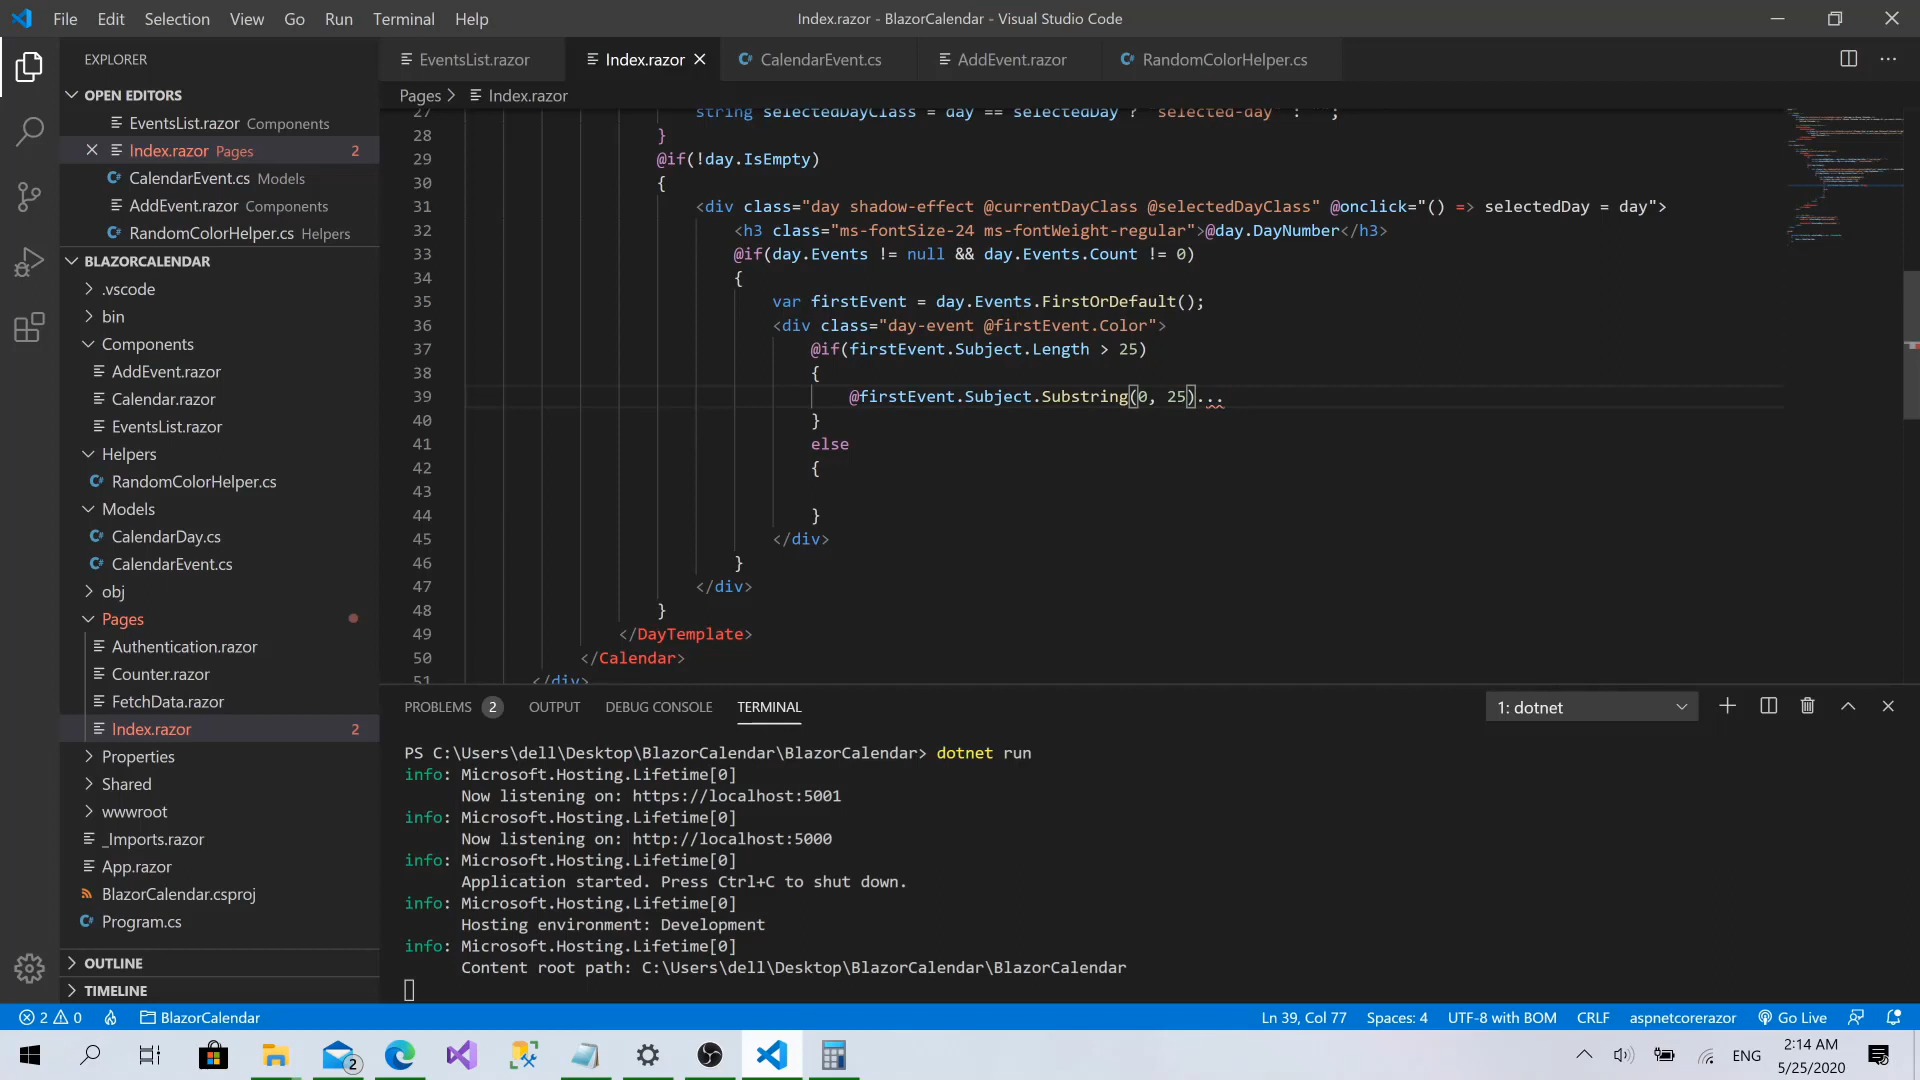 File Edit Selection View Go Run Terminal Help
Index.razor - BlazorCalendar - Visual Studio Code
EXPLORER
OPEN EDITORS
EventsList.razor Components
Index.razor Pages 2
CalendarEvent.cs Models
AddEvent.razor Components
RandomColorHelper.cs Helpers
BLAZORCALENDAR
.vscode
bin
Components
AddEvent.razor
Calendar.razor
EventsList.razor
Helpers
RandomColorHelper.cs
Models
CalendarDay.cs
CalendarEvent.cs
obj
Pages
Authentication.razor
Counter.razor
FetchData.razor
Index.razor 2
Properties
Shared
wwwroot
_Imports.razor
App.razor
BlazorCalendar.csproj
Program.cs
OUTLINE
TIMELINE
EventsList.razor Index.razor CalendarEvent.cs AddEvent.razor RandomColorHelper.cs
Pages > Index.razor
27 string selectedDayClass = day == selectedDay ? "selected-day" : "";
28 }
29 @if(!day.IsEmpty)
30 {
31 <div class="day shadow-effect @currentDayClass @selectedDayClass" @onclick="() => selectedDay = day">
32 <h3 class="ms-fontSize-24 ms-fontWeight-regular">@day.DayNumber</h3>
33 @if(day.Events != null && day.Events.Count != 0)
34 {
35 var firstEvent = day.Events.FirstOrDefault();
36 <div class="day-event @firstEvent.Color">
37 @if(firstEvent.Subject.Length > 25)
38 {
39 @firstEvent.Subject.Substring(0, 25)...
40 }
41 else
42 {
43
44 }
45 </div>
46 }
47 </div>
48 }
49 </DayTemplate>
50 </Calendar>
51 </div>
PROBLEMS 2 OUTPUT DEBUG CONSOLE TERMINAL
1: dotnet
PS C:\Users\dell\Desktop\BlazorCalendar\BlazorCalendar> dotnet run
info: Microsoft.Hosting.Lifetime[0]
Now listening on: https://localhost:5001
info: Microsoft.Hosting.Lifetime[0]
Now listening on: http://localhost:5000
info: Microsoft.Hosting.Lifetime[0]
Application started. Press Ctrl+C to shut down.
info: Microsoft.Hosting.Lifetime[0]
Hosting environment: Development
info: Microsoft.Hosting.Lifetime[0]
Content root path: C:\Users\dell\Desktop\BlazorCalendar\BlazorCalendar
2 0 BlazorCalendar
Ln 39, Col 77 Spaces: 4 UTF-8 with BOM CRLF aspnetcorerazor Go Live
2
ENG
2:14 AM
5/25/2020